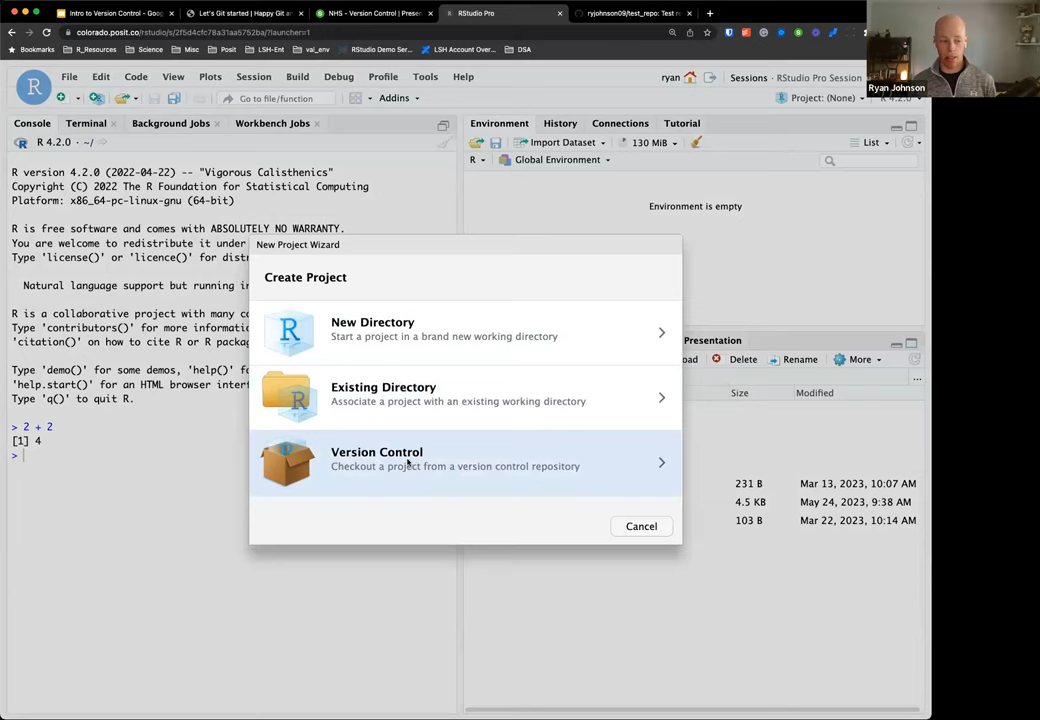 Intro to Version Control - Goo
Let's Git started | Happy Git an
NHS - Version Control | Presen
RStudio Pro
ryjohnson09/test_repo: Test re
colorado.posit.co/rstudio/s/2f5d4cfc78a31aa5752ba/?launcher=1
Bookmarks
R_Resources
Science
Misc
Posit
LSH-Ent
val_env
RStudio Demo Ser...
LSH Account Over...
DSA
Ryan Johnson
R
File
Edit
Code
View
Plots
Session
Build
Debug
Profile
Tools
Help
ryan
Sessions
RStudio Pro Session
Go to file/function
Addins
Project: (None)
R 4.2.0
Console
Terminal
Background Jobs
Workbench Jobs
R 4.2.0 · ~/
R version 4.2.0 (2022-04-22) -- "Vigorous Calisthenics"
Copyright (C) 2022 The R Foundation for Statistical Computing
Platform: x86_64-pc-linux-gnu (64-bit)
R is free software and comes with ABSOLUTELY NO WARRANTY.
You are welcome to redistribute it under
Type 'license()' or 'licence()' for dist
Natural language support but running i
R is a collaborative project with many co
Type 'contributors()' for more informatio
'citation()' on how to cite R or R packag
Type 'demo()' for some demos, 'help()' fo
'help.start()' for an HTML browser interf
Type 'q()' to quit R.
> 2 + 2
[1] 4
>
Environment
History
Connections
Tutorial
Import Dataset
130 MiB
List
R
Global Environment
Environment is empty
New Project Wizard
Create Project
New Directory
Start a project in a brand new working directory
Existing Directory
Associate a project with an existing working directory
Version Control
Checkout a project from a version control repository
Cancel
Presentation
oad
Delete
Rename
More
...
Size
Modified
231 B
Mar 13, 2023, 10:07 AM
4.5 KB
May 24, 2023, 9:38 AM
103 B
Mar 22, 2023, 10:14 AM